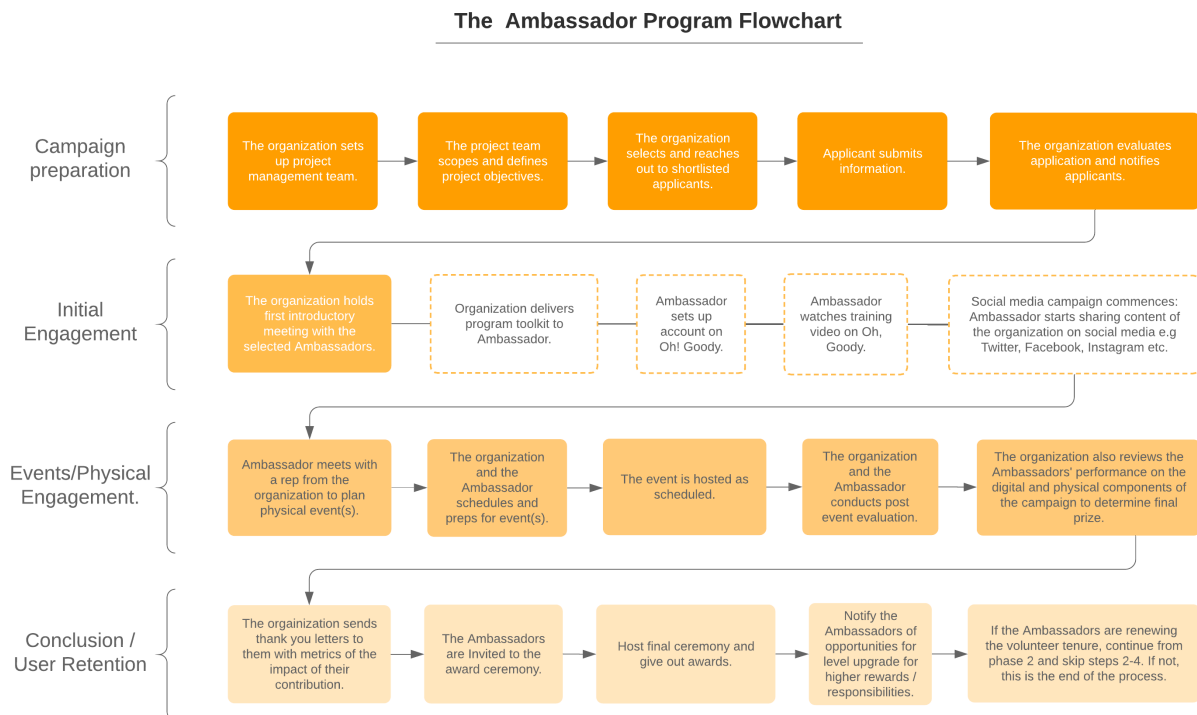 The  Ambassador Program Flowchart
Campaign
preparation
The organization sets
up project
management team.
The project team
scopes and defines
project objectives.
The organization
selects and reaches
out to shortlisted
applicants.
Applicant submits
information.
The organization evaluates
application and notifies
applicants.
Initial
Engagement
The organization holds
first introductory
meeting with the
selected Ambassadors.
Organization delivers
program toolkit to
Ambassador.
Ambassador
sets up
account on
Oh! Goody.
Ambassador
watches training
video on Oh,
Goody.
Social media campaign commences:
Ambassador starts sharing content
of the organization on social media e.g
Twitter, Facebook, Instagram etc.
Events/Physical
Engagement.
Ambassador meets with
a rep from the
organization to plan
physical event(s).
The organization
and the
Ambassador
schedules and
preps for event(s).
The event is hosted as
scheduled.
The organization
and the
Ambassador
conducts post
event evaluation.
The organization also reviews the
Ambassadors' performance on the
digital and physical components of
the campaign to determine final
prize.
Conclusion /
User Retention
The orgainization sends
thank you letters to
them with metrics of the
impact of their
contribution.
The Ambassadors
are Invited to the
award ceremony.
Host final ceremony and
give out awards.
Notify the
Ambassadors of
opportunities for
level upgrade for
higher rewards /
responsibilities.
If the Ambassadors are renewing
the volunteer tenure, continue from
phase 2 and skip steps 2-4. If not,
this is the end of the process.